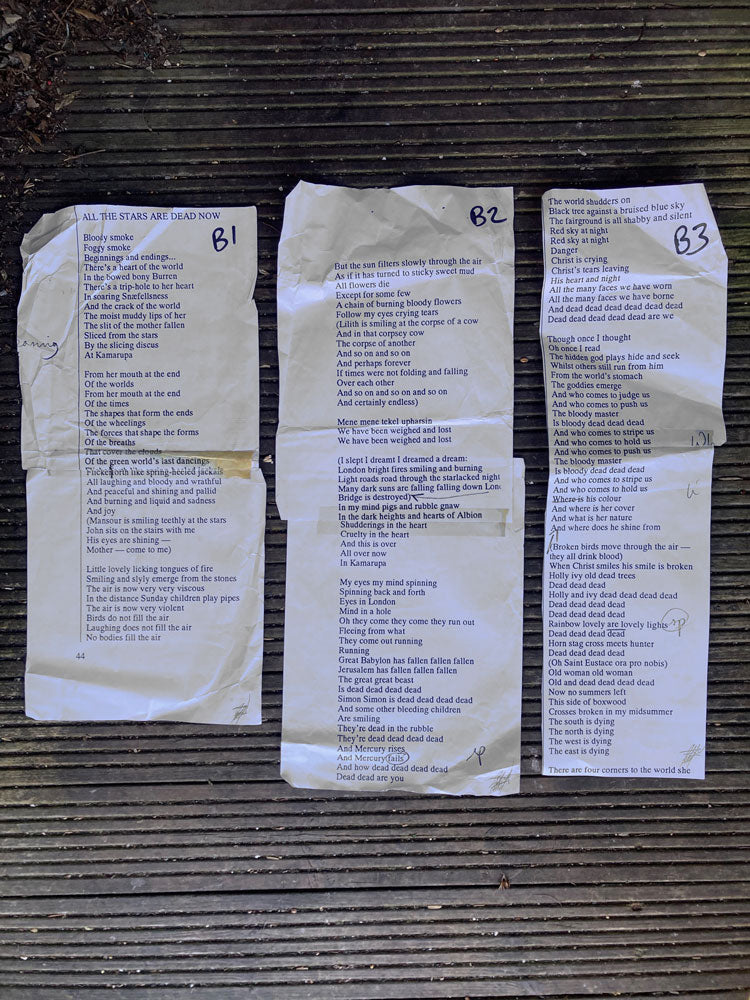 ALL THE STARS ARE DEAD NOW
B1
Bloody smoke
Foggy smoke
Beginnings and endings...
There's a heart of the world
In the bowed bony Burren
There's a trip-hole to her heart
In soaring Snæfellsness
And the crack of the world
The moist muddy lips of her
The slit of the mother fallen
Sliced from the stars
By the slicing discus
At Kamarupa
From her mouth at the end
Of the worlds
From her mouth at the end
Of the times
The shapes that form the ends
Of the wheelings
The forces that shape the forms
Of the breaths
That cover the clouds
Of the green world's last dancings
Flicker forth like spring-heeled jackals
All laughing and bloody and wrathful
And peaceful and shining and pallid
And burning and liquid and sadness
And joy
(Mansour is smiling teethly at the stars
John sits on the stairs with me
His eyes are shining —
Mother — come to me)
Little lovely licking tongues of fire
Smiling and slyly emerge from the stones
The air is now very very viscous
In the distance Sunday children play pipes
The air is now very violent
Birds do not fill the air
Laughing does not fill the air
No bodies fill the air
44
B2
But the sun filters slowly through the air
As if it has turned to sticky sweet mud
All flowers die
Except for some few
A chain of burning bloody flowers
Follow my eyes crying tears
(Lilith is smiling at the corpse of a cow
And in that corpsey cow
The corpse of another
And so on and so on
And perhaps forever
If times were not folding and falling
Over each other
And so on and so on and so on
And certainly endless)
Mene mene tekel upharsin
We have been weighed and lost
We have been weighed and lost
(I slept I dreamt I dreamed a dream:
London bright fires smiling and burning
Light roads road through the starlacked night
Many dark suns are falling falling down Lond
Bridge is destroyed)
In my mind pigs and rubble gnaw
In the dark heights and hearts of Albion
Shudderings in the heart
Cruelty in the heart
And this is over
All over now
In Kamarupa
My eyes my mind spinning
Spinning back and forth
Eyes in London
Mind in a hole
Oh they come they come they run out
Fleeing from what
They come out running
Running
Great Babylon has fallen fallen fallen
Jerusalem has fallen fallen fallen
The great great beast
Is dead dead dead dead
Simon Simon is dead dead dead dead
And some other bleeding children
Are smiling
They're dead in the rubble
They're dead dead dead dead
And Mercury rises
And Mercury fails
And how dead dead dead dead
Dead dead are you
B3
The world shudders on
Black tree against a bruised blue sky
The fairground is all shabby and silent
Red sky at night
Red sky at night
Danger
Christ is crying
Christ's tears leaving
His heart and night
All the many faces we have worn
All the many faces we have borne
And dead dead dead dead dead dead
Dead dead dead dead dead are we
Though once I thought
Oh once I read
The hidden god plays hide and seek
Whilst others still run from him
From the world's stomach
The goddies emerge
And who comes to judge us
And who comes to push us
The bloody master
Is bloody dead dead dead dead
And who comes to stripe us
And who comes to hold us
And who comes to push us
The bloody master
Is bloody dead dead dead
And who comes to stripe us
And who comes to hold us
Where is his colour
And where is her cover
And what is her nature
And where does he shine from
(Broken birds move through the air —
they all drink blood)
When Christ smiles his smile is broken
Holly ivy old dead trees
Dead dead dead
Holly and ivy dead dead dead dead
Dead dead dead dead
Dead dead dead dead
Rainbow lovely are lovely lights
Dead dead dead dead
Horn stag cross meets hunter
Dead dead dead dead
(Oh Saint Eustace ora pro nobis)
Old woman old woman
Old and dead dead dead dead
Now no summers left
This side of boxwood
Crosses broken in my midsummer
The south is dying
The north is dying
The west is dying
The east is dying
There are four corners to the world she